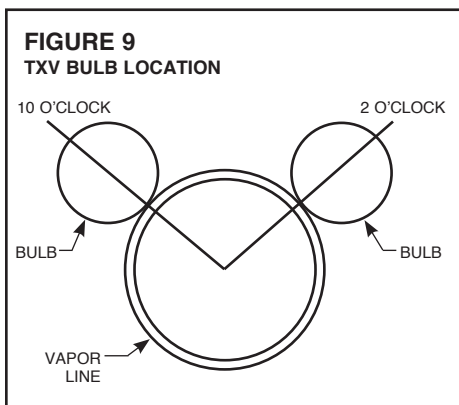 FIGURE 9
TXV BULB LOCATION
10 O'CLOCK
2 O'CLOCK
BULB
BULB
VAPOR
LINE